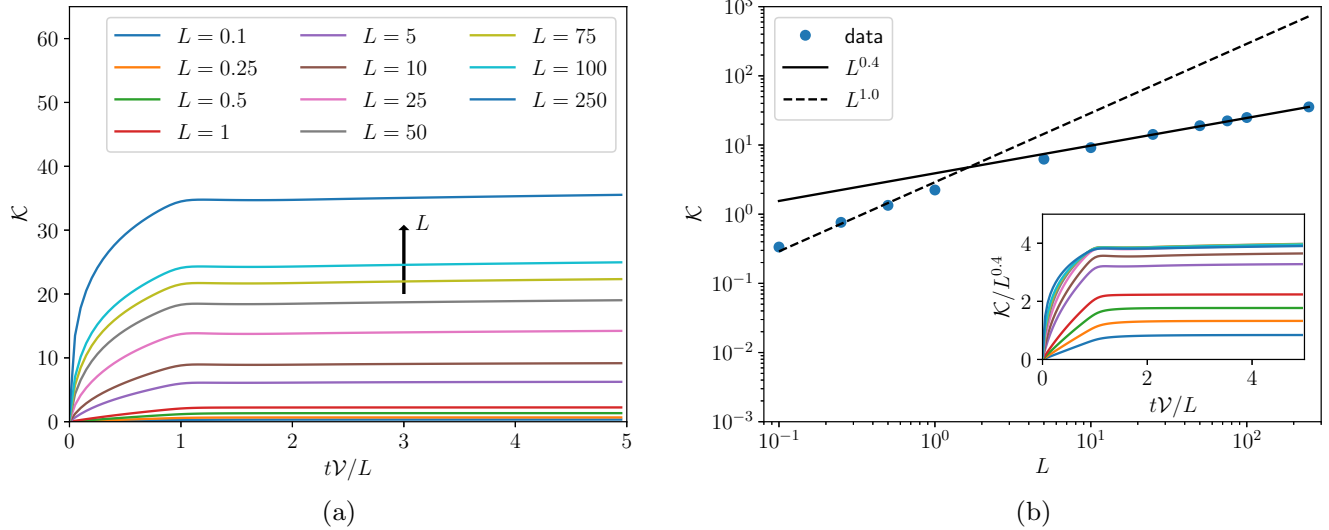 L = 0.1
L = 0.25
L = 0.5
L = 1
L = 5
L = 10
L = 25
L = 50
L = 75
L = 100
L = 250
60
50
40
30
20
10
0
𝒦
L
0 1 2 3 4 5
t𝒱/L
(a)
data
L^{0.4}
L^{1.0}
10^3
10^2
10^1
10^0
10^{-1}
10^{-2}
10^{-3}
𝒦
4
2
0
𝒦/L^{0.4}
0 2 4
t𝒱/L
10^{-1} 10^0 10^1 10^2
L
(b)